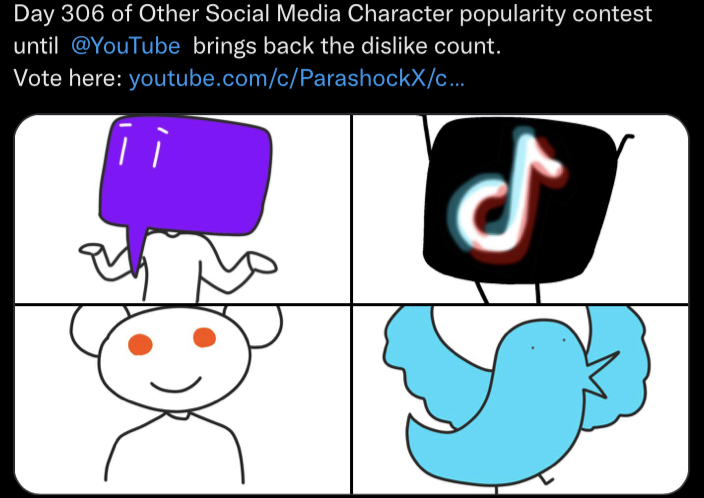 Day 306 of Other Social Media Character popularity contest
until @YouTube brings back the dislike count.
Vote here: youtube.com/c/ParashockX/c...